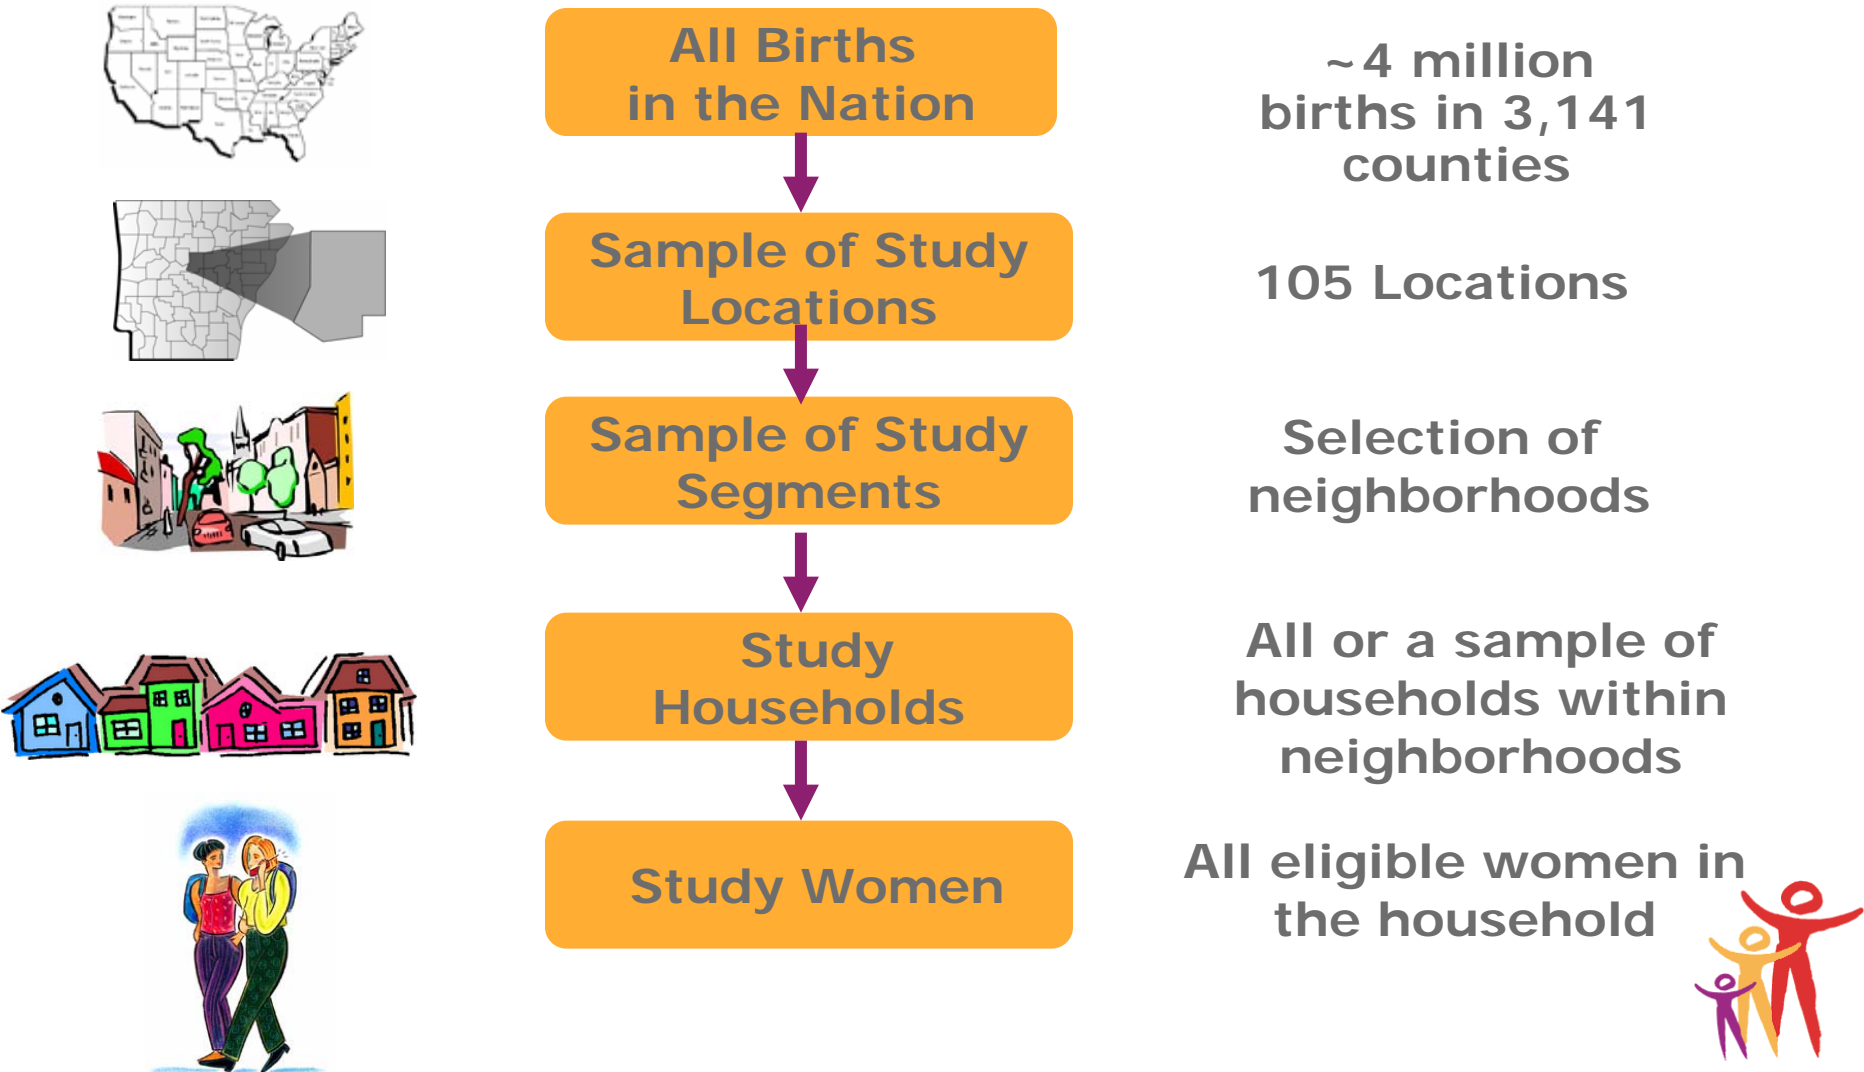 All Births
in the Nation
~4 million
births in 3,141
counties
Sample of Study
Locations
105 Locations
Sample of Study
Segments
Selection of
neighborhoods
Study
Households
All or a sample of
households within
neighborhoods
Study Women
All eligible women in
the household